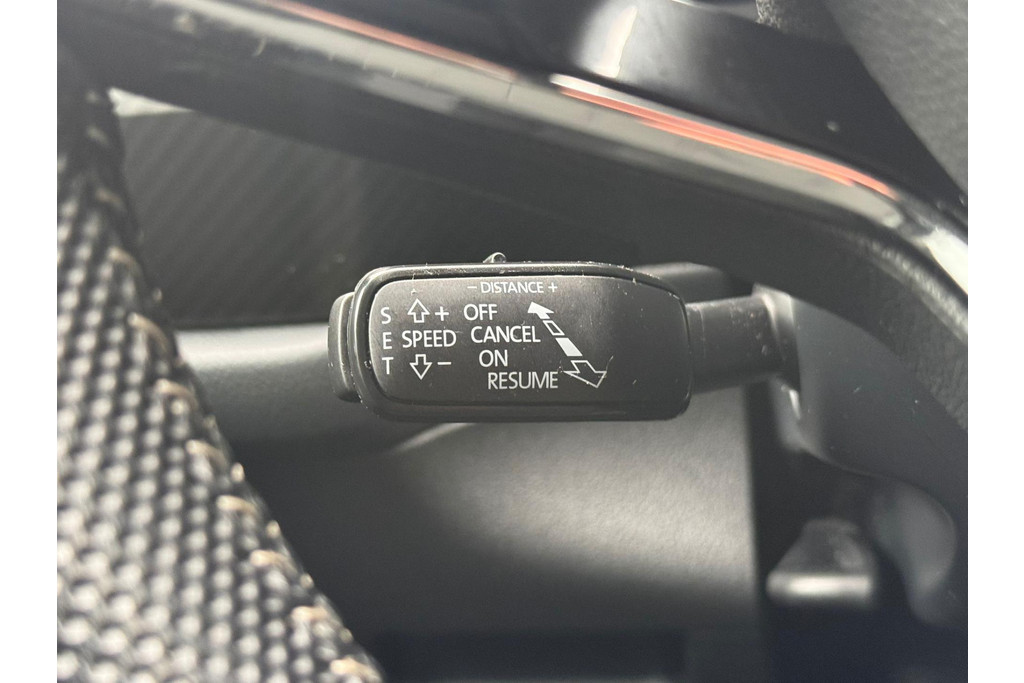 − DISTANCE +
S + OFF
E SPEED CANCEL
T − ON
RESUME